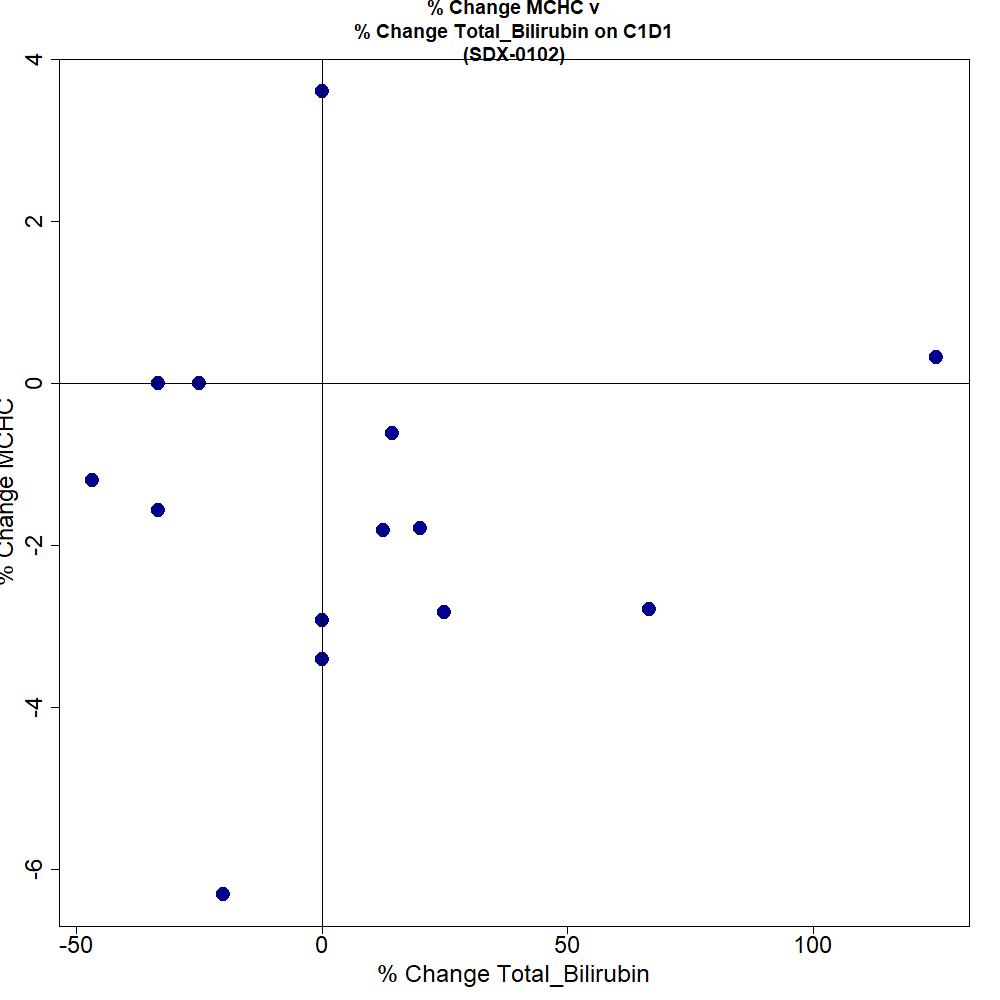 % Change MCHC v
% Change Total_Bilirubin on C1D1
(SDX-0102)
4
2
0
-2
-4
-6
% Change MCHC
-50
0
50
100
% Change Total_Bilirubin